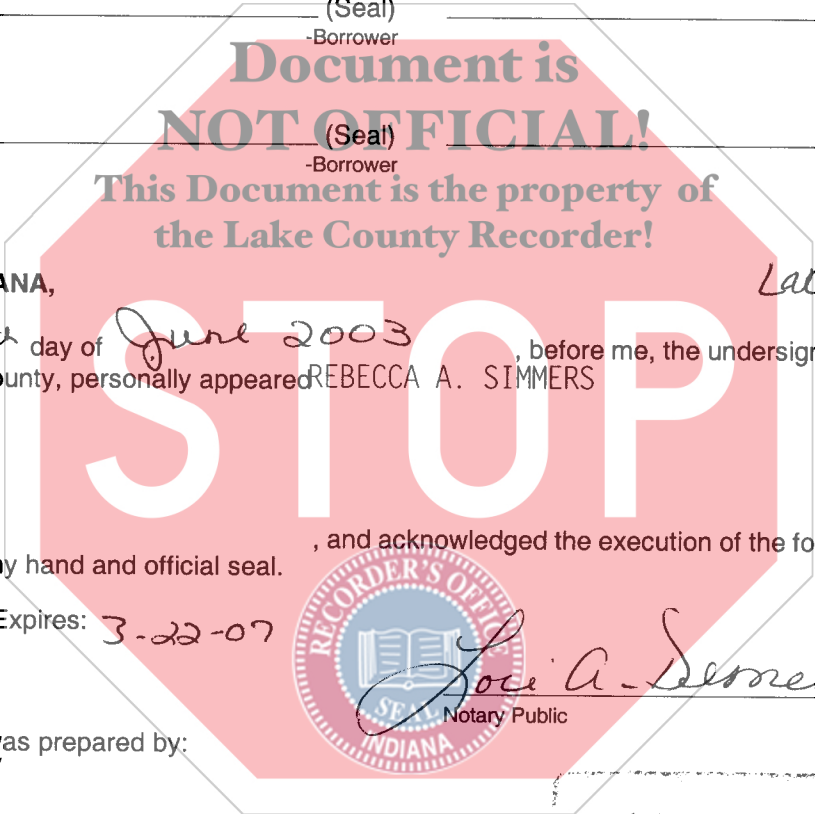 (Seal)
-Borrower
Document is
NOT OFFICIAL!
(Seal)
-Borrower
This Document is the property of
the Lake County Recorder!
ANA,
day of June 2003 , before me, the undersign
ounty, personally appeared REBECCA A. SIMMERS
STOP
, and acknowledged the execution of the fo
y hand and official seal.
Expires: 3-22-07
RECORDER'S OFFICE
SEAL
INDIANA
Lori A.
Notary Public
as prepared by: